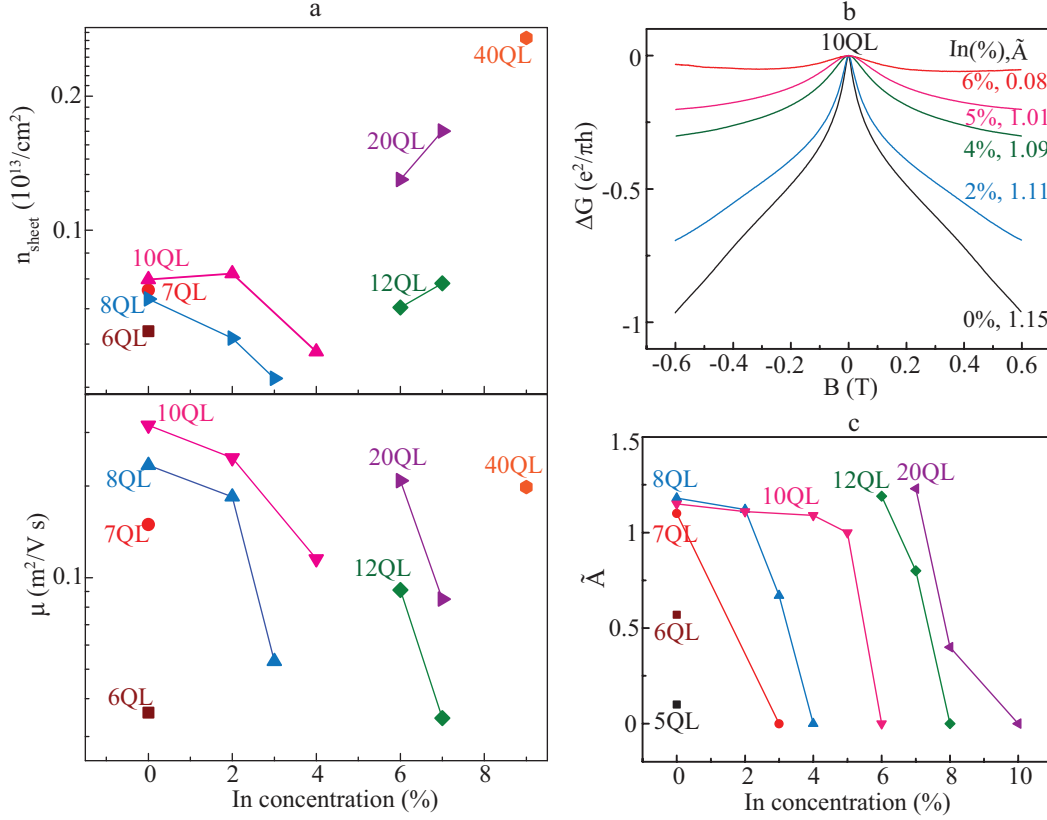 a
n_sheet (10^13/cm^2)
0.2
0.1
40QL
20QL
10QL
7QL
8QL
6QL
12QL
μ (m^2/V s)
0.1
10QL
8QL
7QL
6QL
20QL
12QL
40QL
0 2 4 6 8
In concentration (%)
b
10QL
In(%),Ã
6%, 0.08
5%, 1.01
4%, 1.09
2%, 1.11
0%, 1.15
ΔG (e^2/πh)
0
-0.5
-1
-0.6 -0.4 -0.2 0 0.2 0.4 0.6
B (T)
c
Ã
1.5
1
0.5
0
8QL
7QL
10QL
12QL
20QL
6QL
5QL
0 2 4 6 8 10
In concentration (%)